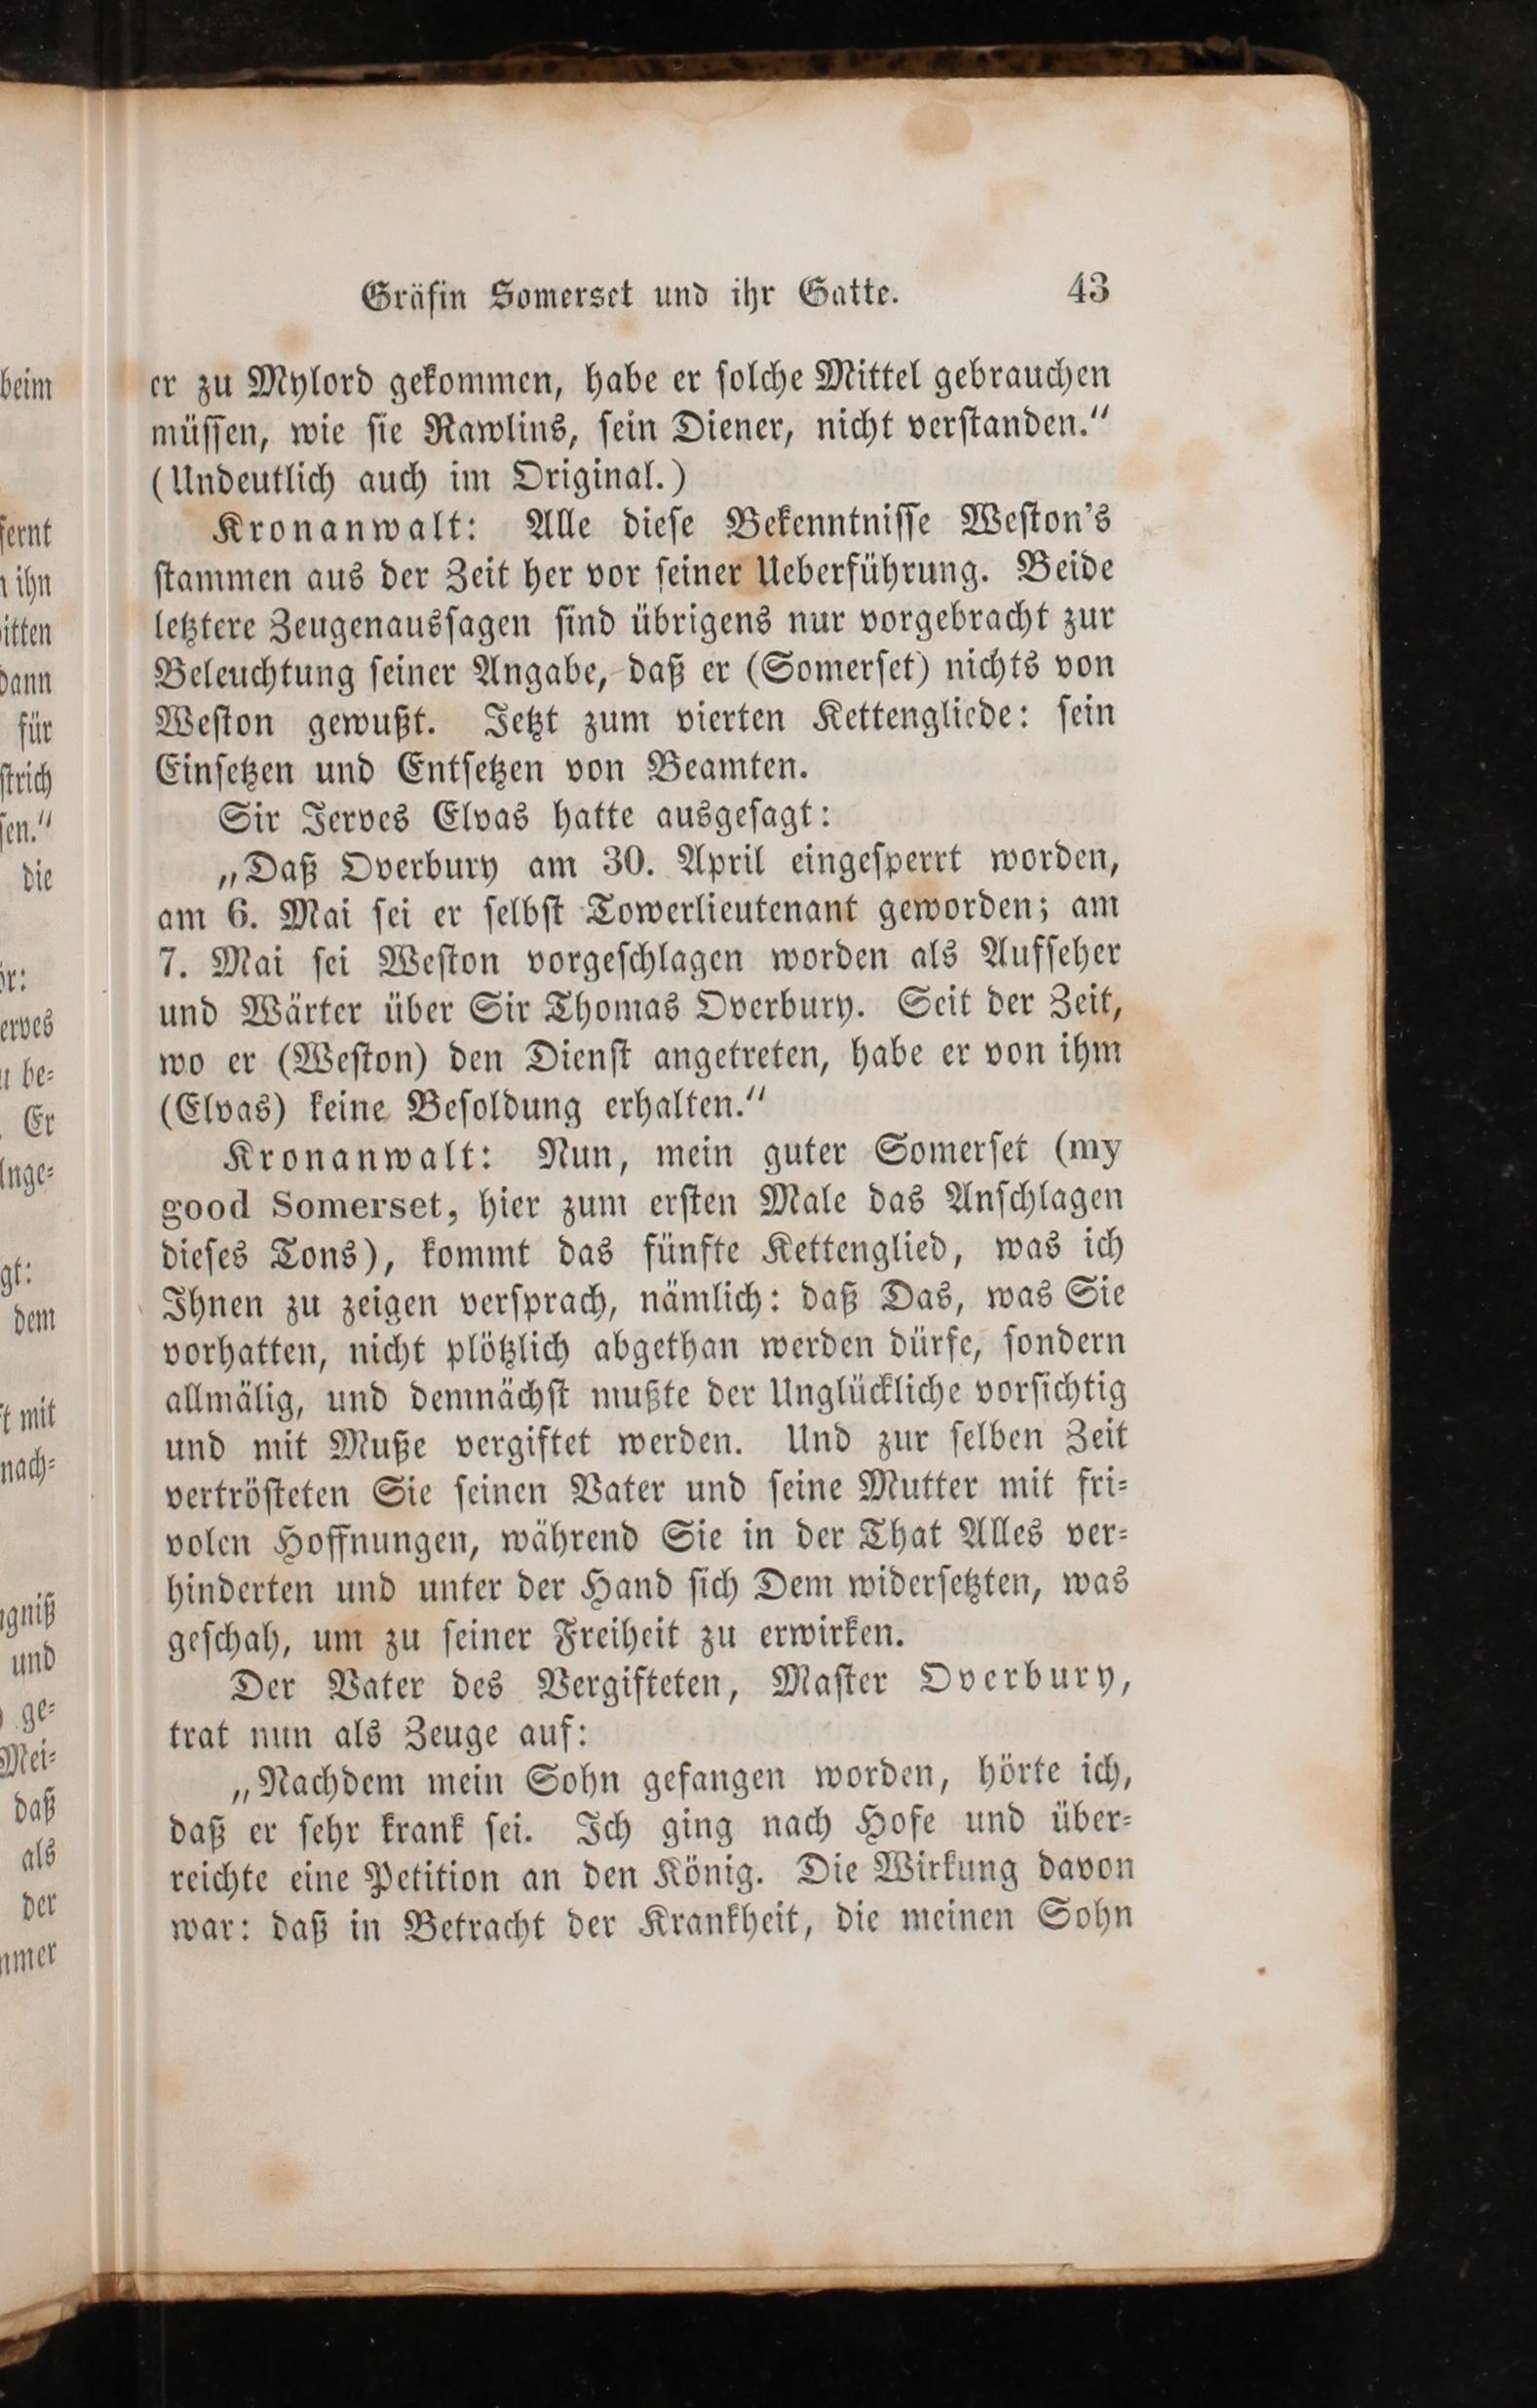 Gräfin Somerset und ihr Gatte. 43
er zu Mylord gekommen, habe er solche Mittel gebrauchen
müssen, wie sie Rawlins, sein Diener, nicht verstanden.“
(Undeutlich auch im Original.)
Kronanwalt: Alle diese Bekenntnisse Weston's
stammen aus der Zeit her vor seiner Ueberführung. Beide
letztere Zeugenaussagen sind übrigens nur vorgebracht zur
Beleuchtung seiner Angabe, daß er (Somerset) nichts von
Weston gewußt. Jetzt zum vierten Kettengliede: sein
Einsetzen und Entsetzen von Beamten.
Sir Jerves Elvas hatte ausgesagt:
„Daß Overbury am 30. April eingesperrt worden,
am 6. Mai sei er selbst Towerlieutenant geworden; am
7. Mai sei Weston vorgeschlagen worden als Aufseher
und Wärter über Sir Thomas Overbury. Seit der Zeit,
wo er (Weston) den Dienst angetreten, habe er von ihm
(Elvas) keine Besoldung erhalten.“
Kronanwalt: Nun, mein guter Somerset (my
good Somerset, hier zum ersten Male das Anschlagen
dieses Tons), kommt das fünfte Kettenglied, was ich
Ihnen zu zeigen versprach, nämlich: daß Das, was Sie
vorhatten, nicht plötzlich abgethan werden dürfe, sondern
allmälig, und demnächst mußte der Unglückliche vorsichtig
und mit Muße vergiftet werden. Und zur selben Zeit
vertrösteten Sie seinen Vater und seine Mutter mit fri-
volen Hoffnungen, während Sie in der That Alles ver-
hinderten und unter der Hand sich Dem widersetzten, was
geschah, um zu seiner Freiheit zu erwirken.
Der Vater des Vergifteten, Master Overbury,
trat nun als Zeuge auf:
„Nachdem mein Sohn gefangen worden, hörte ich,
daß er sehr krank sei. Ich ging nach Hofe und über-
reichte eine Petition an den König. Die Wirkung davon
war: daß in Betracht der Krankheit, die meinen Sohn